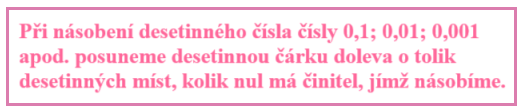 Při násobení desetinného čísla čísly 0,1; 0,01; 0,001
apod. posuneme desetinnou čárku doleva o tolik
desetinných míst, kolik nul má činitel, jímž násobíme.